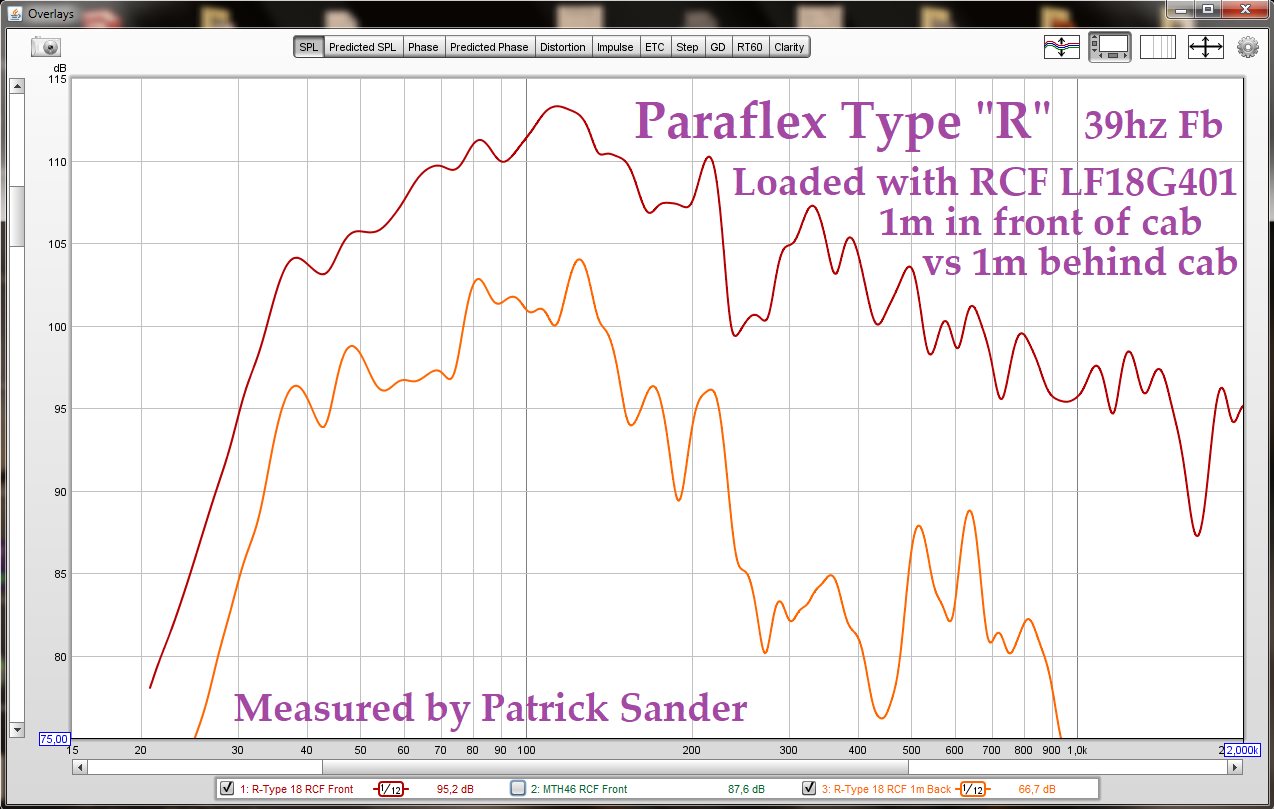 Overlays
SPL Predicted SPL Phase Predicted Phase Distortion Impulse ETC Step GD RT60 Clarity
dB
115
110
105
100
95
90
85
80
75,00
Paraflex Type "R" 39hz Fb
Loaded with RCF LF18G401
1m in front of cab
vs 1m behind cab
Measured by Patrick Sander
15 20 30 40 50 60 70 80 90 100 200 300 400 500 600 700 800 900 1,0k 2,000k
1: R-Type 18 RCF Front 1/12 95,2 dB 2: MTH46 RCF Front 87,6 dB 3: R-Type 18 RCF 1m Back 1/12 66,7 dB